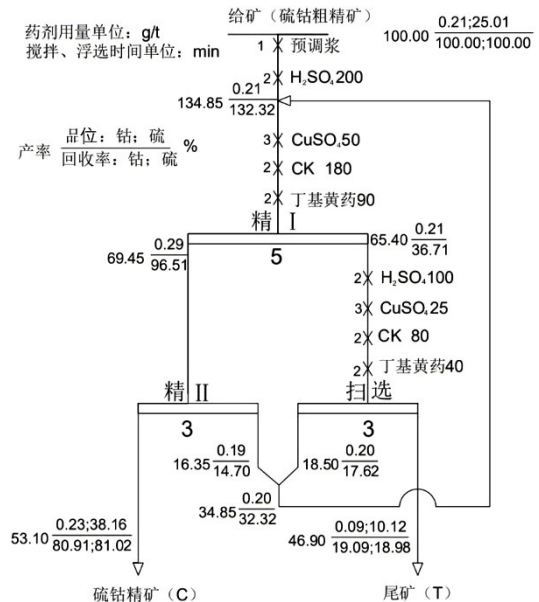 给矿（硫钴粗精矿）
药剂用量单位：g/t
搅拌、浮选时间单位：min
100.00 0.21;25.01
100.00;100.00
1 预调浆
2 H₂SO₄200
134.85 0.21
132.32
产率 品位：钴；硫 %
回收率：钴；硫
3 CuSO₄50
2 CK 180
2 丁基黄药90
精 Ⅰ
5
69.45 0.29
96.51
65.40 0.21
36.71
2 H₂SO₄100
3 CuSO₄25
2 CK 80
2 丁基黄药40
精 Ⅱ
3
扫选
3
16.35 0.19
14.70
18.50 0.20
17.62
34.85 0.20
32.32
53.10 0.23;38.16
80.91;81.02
46.90 0.09;10.12
19.09;18.98
硫钴精矿（C）
尾矿（T）